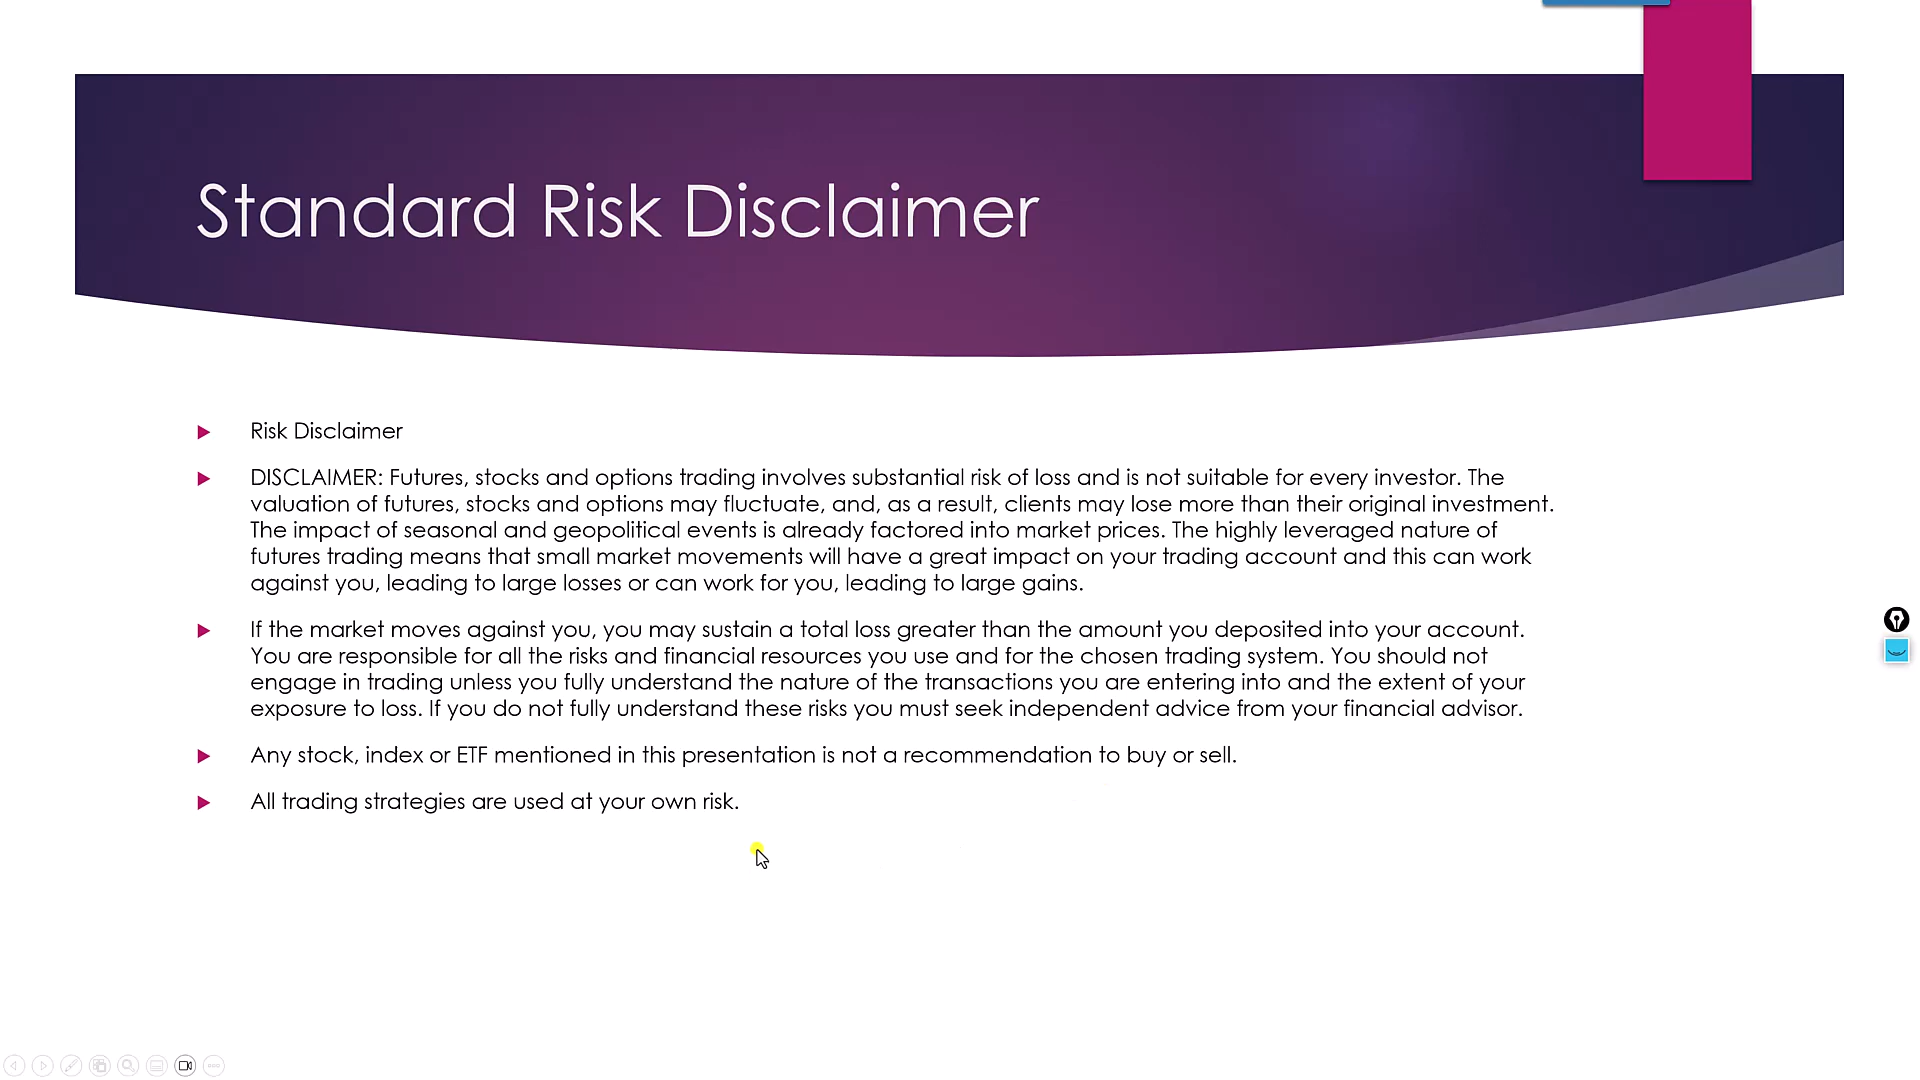 Standard Risk Disclaimer
Risk Disclaimer
DISCLAIMER: Futures, stocks and options trading involves substantial risk of loss and is not suitable for every investor. The
valuation of futures, stocks and options may fluctuate, and, as a result, clients may lose more than their original investment.
The impact of seasonal and geopolitical events is already factored into market prices. The highly leveraged nature of
futures trading means that small market movements will have a great impact on your trading account and this can work
against you, leading to large losses or can work for you, leading to large gains.
If the market moves against you, you may sustain a total loss greater than the amount you deposited into your account.
You are responsible for all the risks and financial resources you use and for the chosen trading system. You should not
engage in trading unless you fully understand the nature of the transactions you are entering into and the extent of your
exposure to loss. If you do not fully understand these risks you must seek independent advice from your financial advisor.
Any stock, index or ETF mentioned in this presentation is not a recommendation to buy or sell.
All trading strategies are used at your own risk.